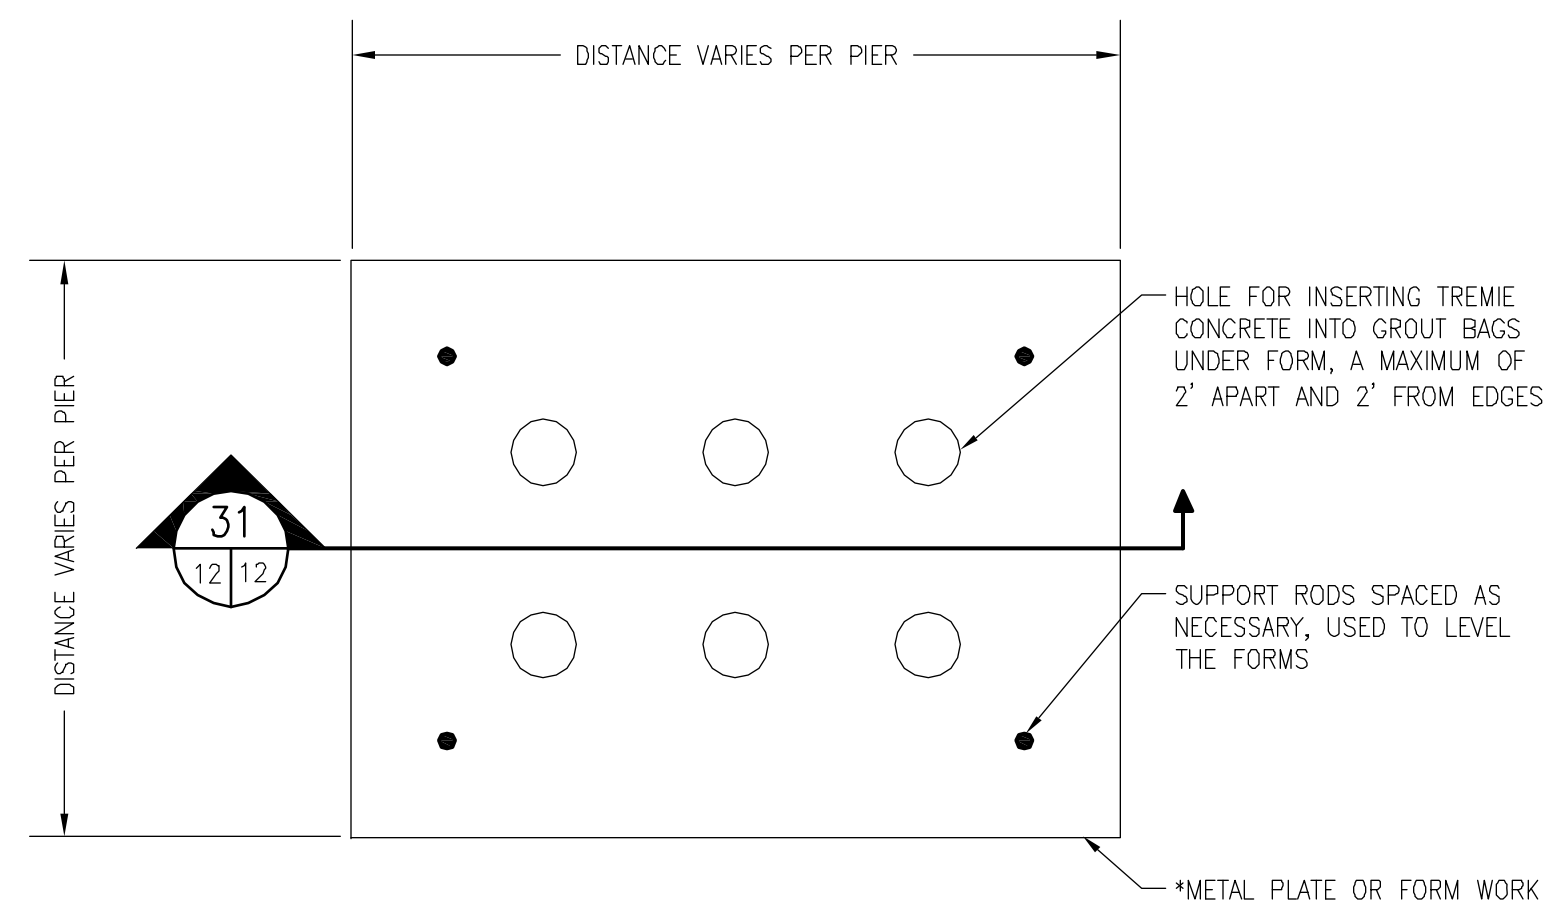 DISTANCE VARIES PER PIER
HOLE FOR INSERTING TREMIE
CONCRETE INTO GROUT BAGS
UNDER FORM, A MAXIMUM OF
2' APART AND 2' FROM EDGES
DISTANCE VARIES PER PIER
31
12 12
SUPPORT RODS SPACED AS
NECESSARY, USED TO LEVEL
THE FORMS
*METAL PLATE OR FORM WORK